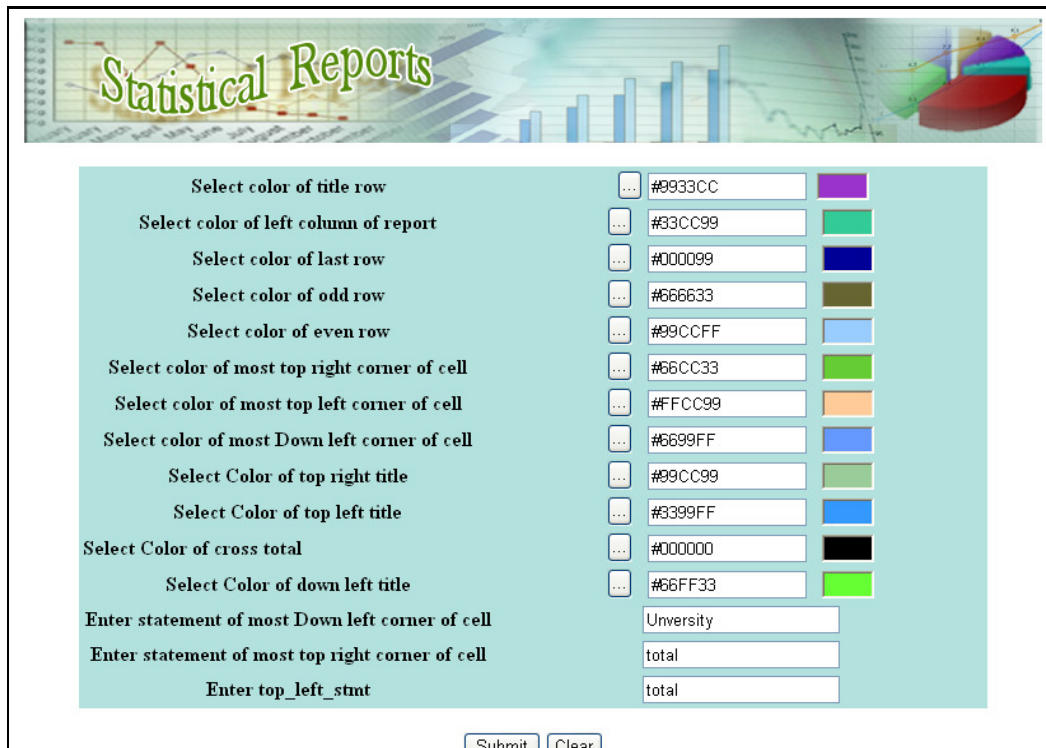 Statistical Reports
March April May June July August
Select color of title row ... #9933CC
Select color of left column of report ... #33CC99
Select color of last row ... #000099
Select color of odd row ... #666633
Select color of even row ... #99CCFF
Select color of most top right corner of cell ... #66CC33
Select color of most top left corner of cell ... #FFCC99
Select color of most Down left corner of cell ... #6699FF
Select Color of top right title ... #99CC99
Select Color of top left title ... #3399FF
Select Color of cross total ... #000000
Select Color of down left title ... #66FF33
Enter statement of most Down left corner of cell Unversity
Enter statement of most top right corner of cell total
Enter top_left_stmt total
Submit Clear